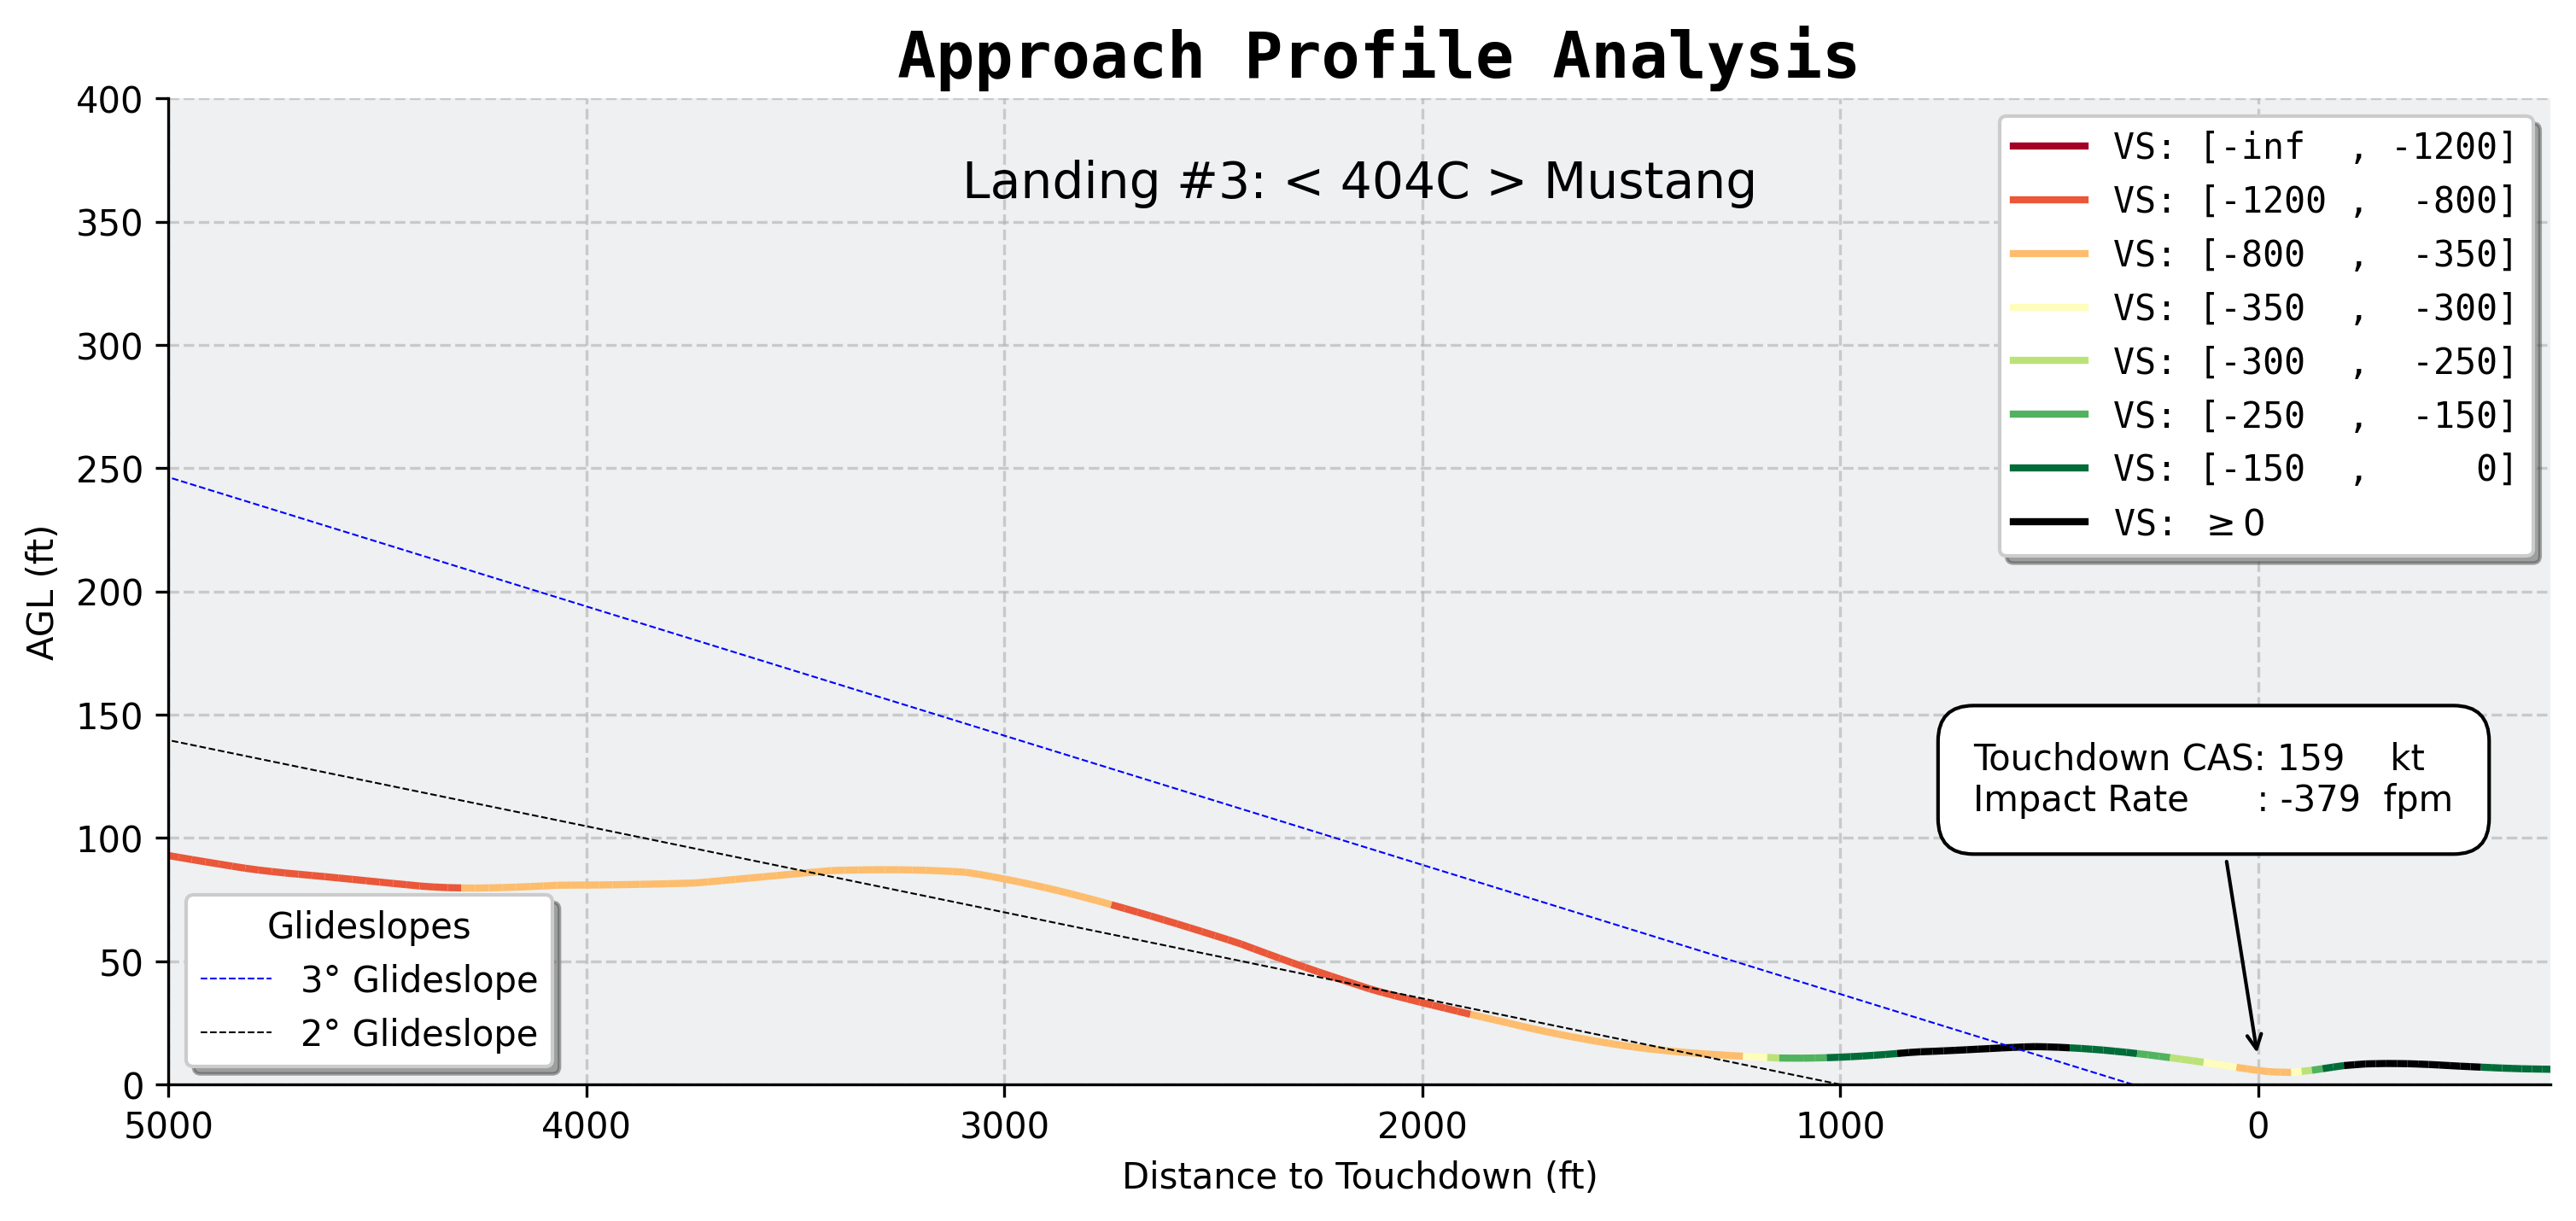 Approach Profile Analysis
Landing #3: < 404C > Mustang
VS: [-inf  , -1200]
VS: [-1200 ,  -800]
VS: [-800  ,  -350]
VS: [-350  ,  -300]
VS: [-300  ,  -250]
VS: [-250  ,  -150]
VS: [-150  ,     0]
VS: ≥0
AGL (ft)
400
350
300
250
200
150
100
50
0
Touchdown CAS: 159 kt
Impact Rate : -379 fpm
Glideslopes
3° Glideslope
2° Glideslope
5000 4000 3000 2000 1000 0
Distance to Touchdown (ft)